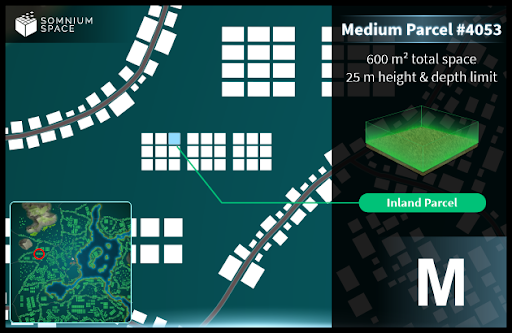 SOMNIUM
SPACE
Medium Parcel #4053
600 m² total space
25 m height & depth limit
Inland Parcel
M